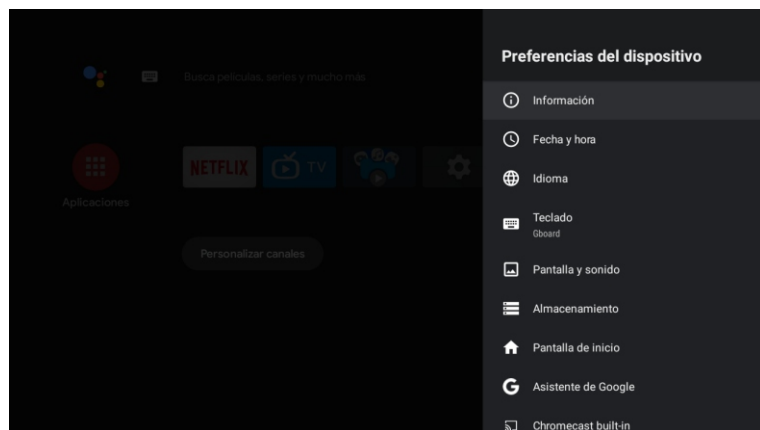 Preferencias del dispositivo
Busca películas, series y mucho más
Información
Fecha y hora
Idioma
NETFLIX
TV
Aplicaciones
Teclado
Gboard
Personalizar canales
Pantalla y sonido
Almacenamiento
Pantalla de inicio
Asistente de Google
Chromecast built-in